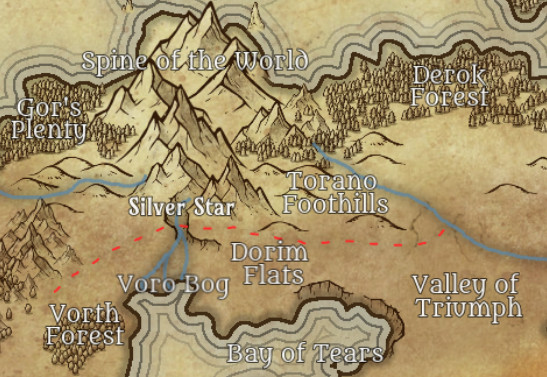 Spine of the World
Derok
Forest
Gor's
Plenty
Torano
Foothills
Silver Star
Dorim
Flats
Voro Bog
Valley of
Triumph
Vorth
Forest
Bay of Tears